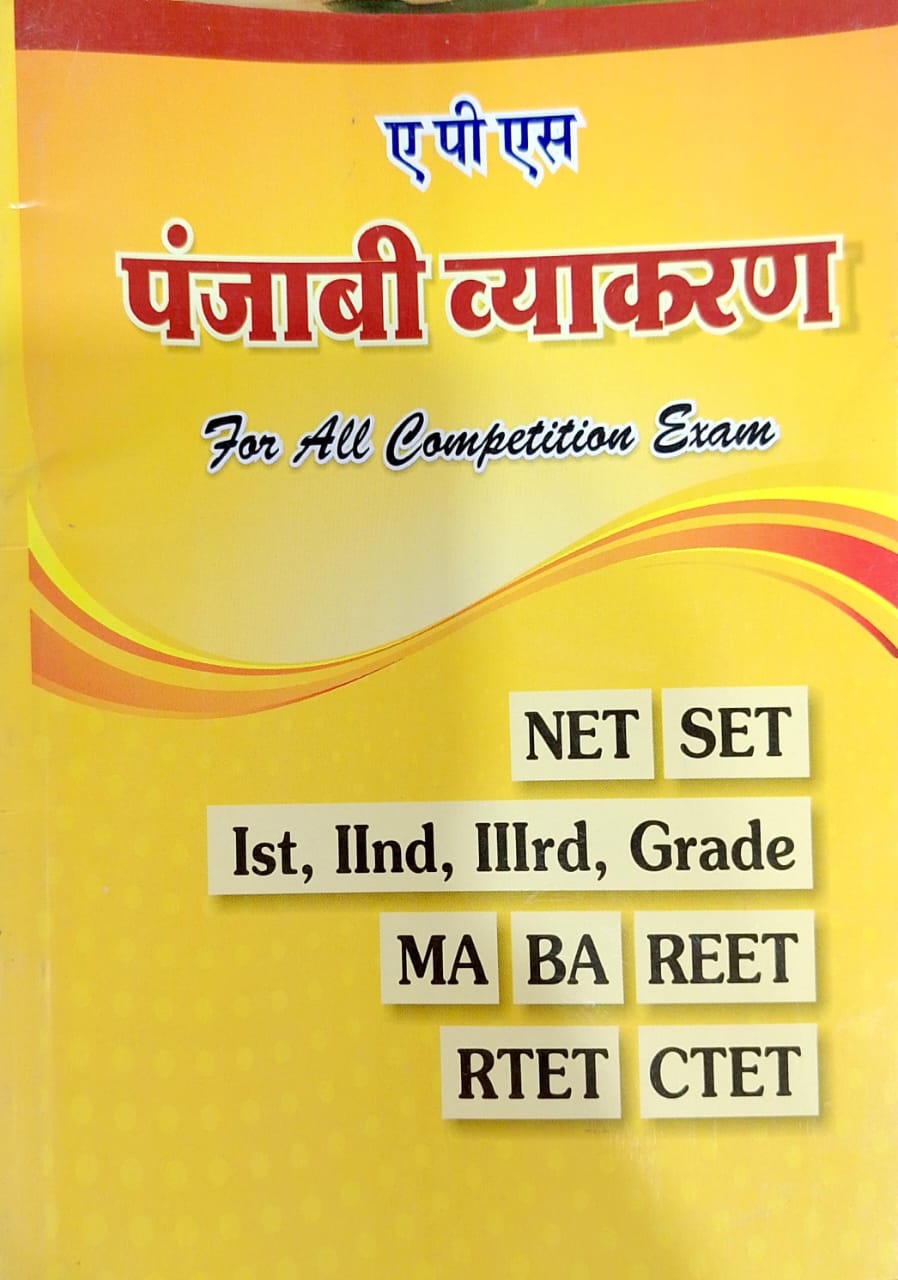 ए पी एस
पंजाबी व्याकरण
For All Competition Exam
NET SET
Ist, IInd, IIIrd, Grade
MA BA REET
RTET CTET